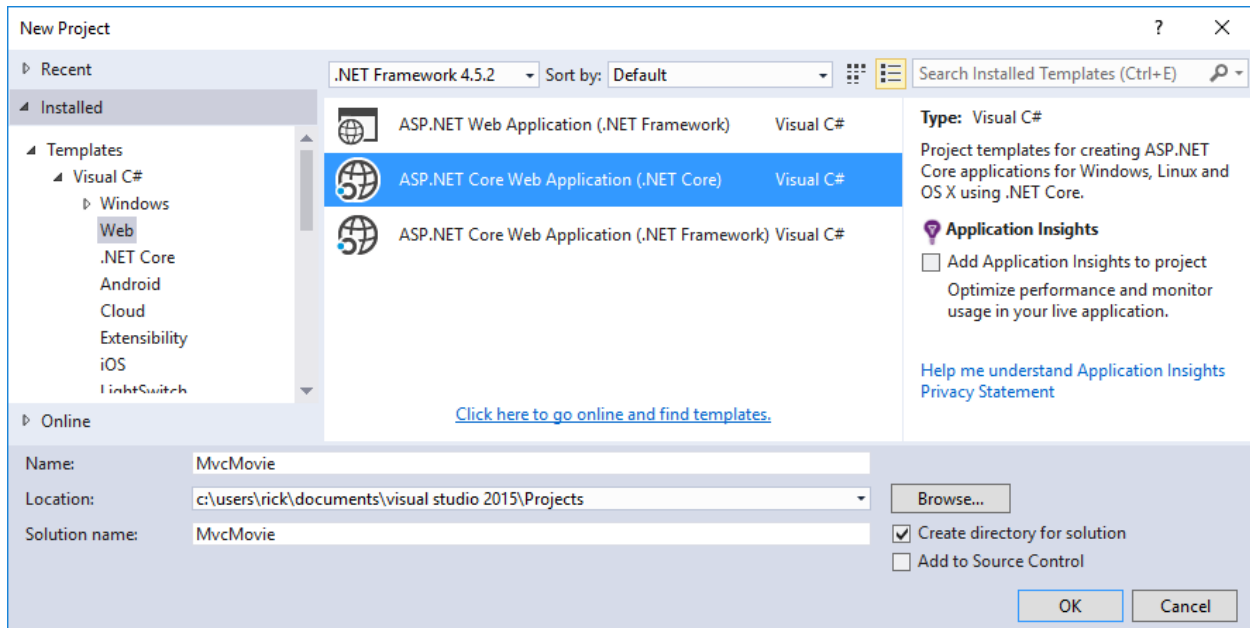 New Project
?
Recent
Installed
Templates
Visual C#
Windows
Web
.NET Core
Android
Cloud
Extensibility
iOS
LightSwitch
Online
.NET Framework 4.5.2
Sort by: Default
Search Installed Templates (Ctrl+E)
ASP.NET Web Application (.NET Framework) Visual C#
ASP.NET Core Web Application (.NET Core) Visual C#
ASP.NET Core Web Application (.NET Framework) Visual C#
Click here to go online and find templates.
Type: Visual C#
Project templates for creating ASP.NET
Core applications for Windows, Linux and
OS X using .NET Core.
Application Insights
Add Application Insights to project
Optimize performance and monitor
usage in your live application.
Help me understand Application Insights
Privacy Statement
Name: MvcMovie
Location: c:\users\rick\documents\visual studio 2015\Projects
Browse...
Solution name: MvcMovie
Create directory for solution
Add to Source Control
OK
Cancel